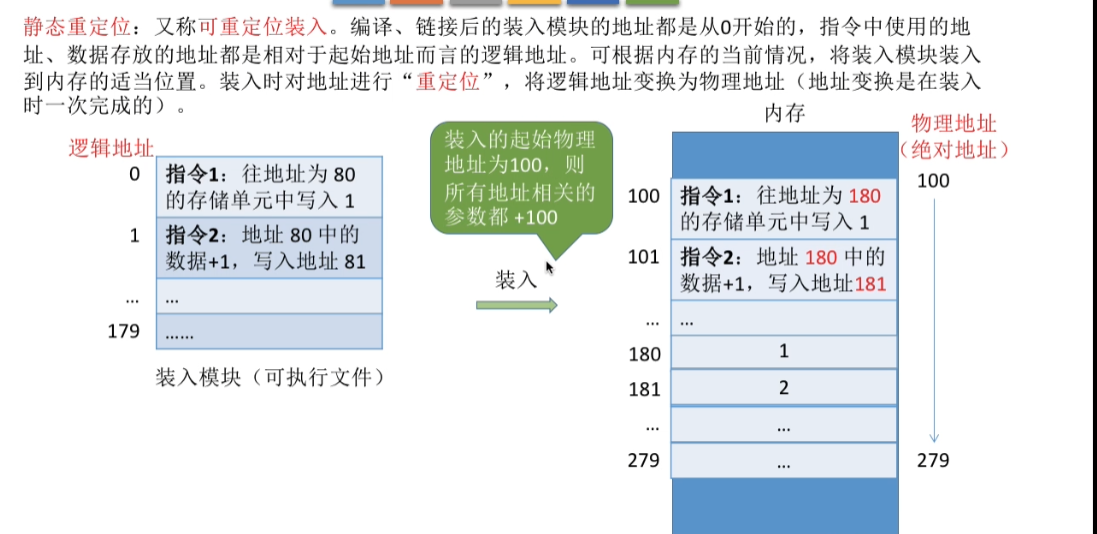 静态重定位：又称可重定位装入。编译、链接后的装入模块的地址都是从0开始的，指令中使用的地
址、数据存放的地址都是相对于起始地址而言的逻辑地址。可根据内存的当前情况，将装入模块装入
到内存的适当位置。装入时对地址进行“重定位”，将逻辑地址变换为物理地址（地址变换是在装入
时一次完成的）。
逻辑地址
0
指令1：往地址为 80
的存储单元中写入 1
1
指令2：地址 80 中的
数据+1，写入地址 81
...
...
179
......
装入模块（可执行文件）
装入的起始物理
地址为100，则
所有地址相关的
参数都 +100
装入
内存
物理地址
（绝对地址）
100
指令1：往地址为 180
的存储单元中写入 1
101
指令2：地址 180 中的
数据+1，写入地址181
...
...
180
1
181
2
...
...
279
...
100
279